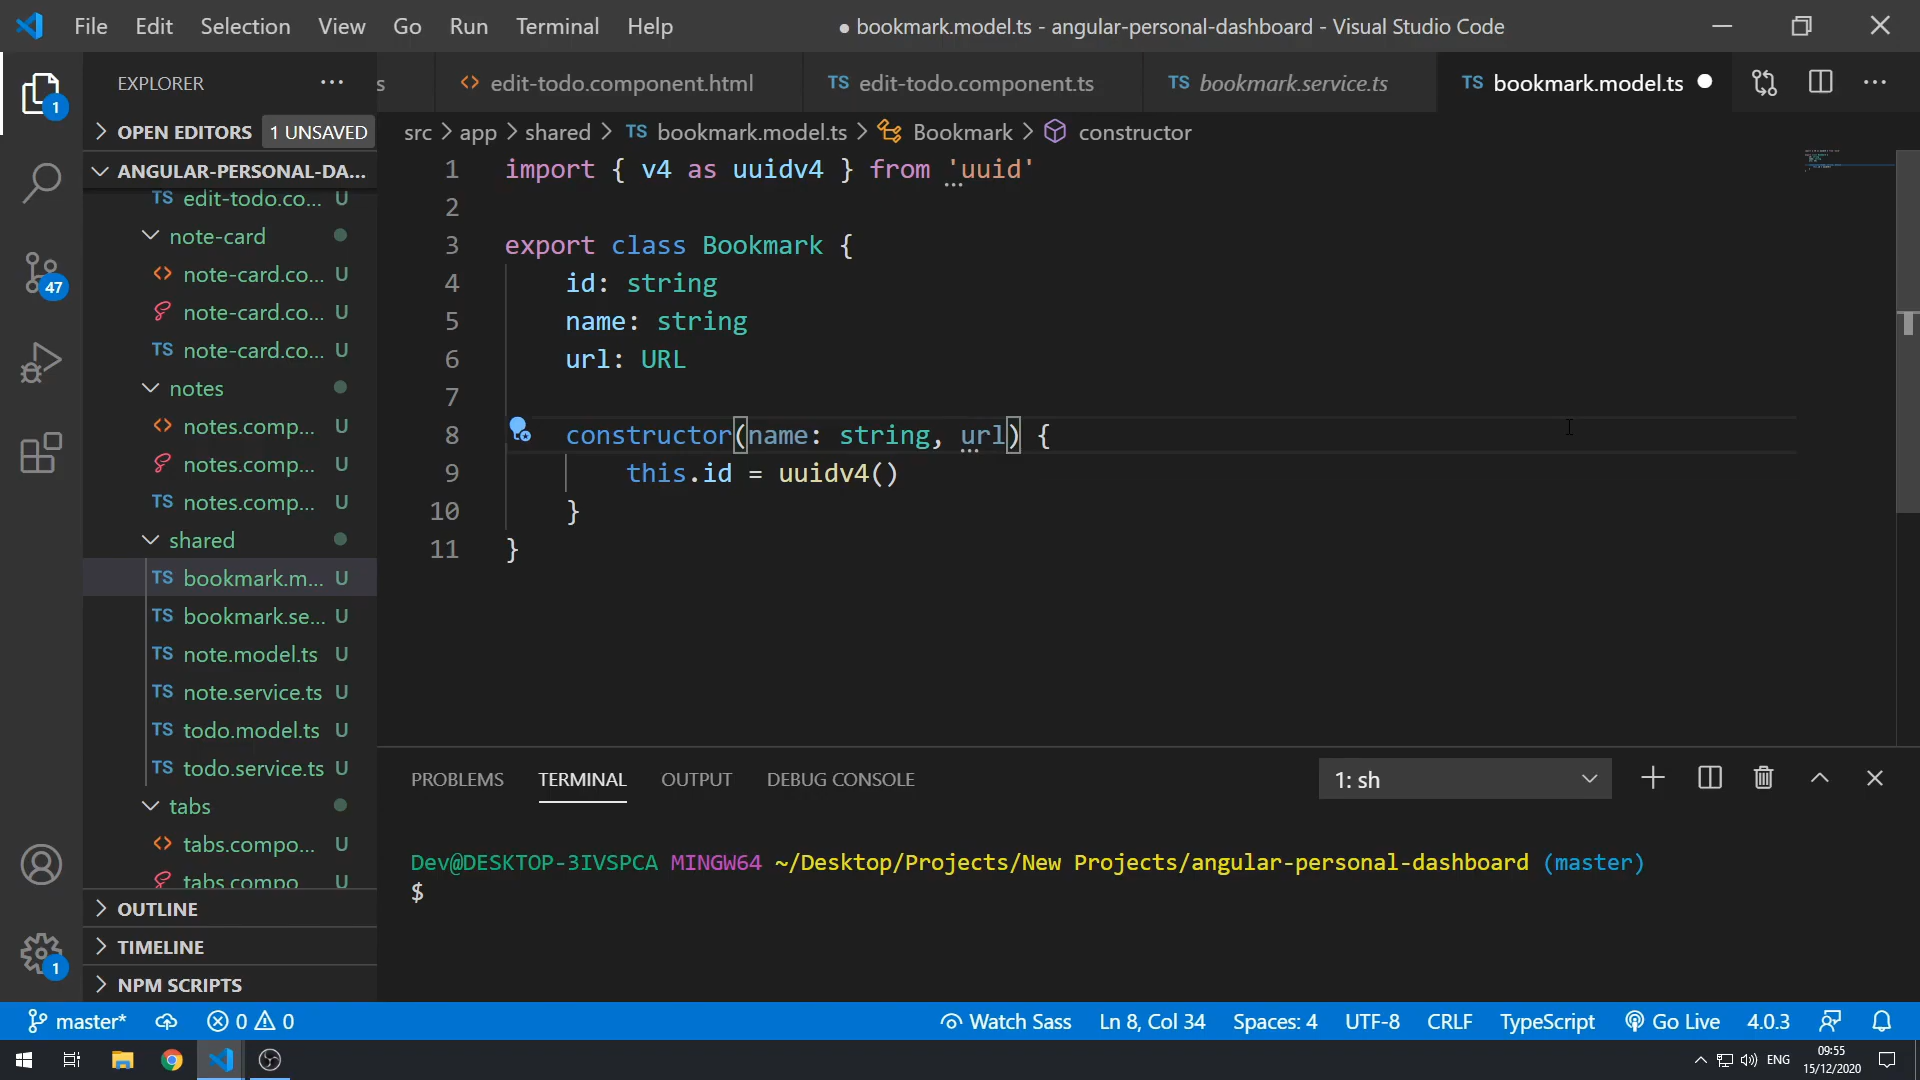 File Edit Selection View Go Run Terminal Help
● bookmark.model.ts - angular-personal-dashboard - Visual Studio Code
EXPLORER ···
s
edit-todo.component.html
TS edit-todo.component.ts
TS bookmark.service.ts
TS bookmark.model.ts ●
1
OPEN EDITORS 1 UNSAVED
src > app > shared > TS bookmark.model.ts > Bookmark > constructor
ANGULAR-PERSONAL-DA...
TS edit-todo.co... U
note-card
<> note-card.co... U
note-card.co... U
TS note-card.co... U
notes
<> notes.comp... U
notes.comp... U
TS notes.comp... U
shared
TS bookmark.m... U
TS bookmark.se... U
TS note.model.ts U
TS note.service.ts U
TS todo.model.ts U
TS todo.service.ts U
tabs
<> tabs.compo... U
tabs.compo U
OUTLINE
TIMELINE
NPM SCRIPTS
47
1
1 import { v4 as uuidv4 } from 'uuid'
2
3 export class Bookmark {
4 id: string
5 name: string
6 url: URL
7
8 constructor(name: string, url) {
9 this.id = uuidv4()
10 }
11 }
PROBLEMS TERMINAL OUTPUT DEBUG CONSOLE
1: sh
Dev@DESKTOP-3IVSPCA MINGW64 ~/Desktop/Projects/New Projects/angular-personal-dashboard (master)
$
master* 0 0
Watch Sass Ln 8, Col 34 Spaces: 4 UTF-8 CRLF TypeScript Go Live 4.0.3
ENG
09:55
15/12/2020